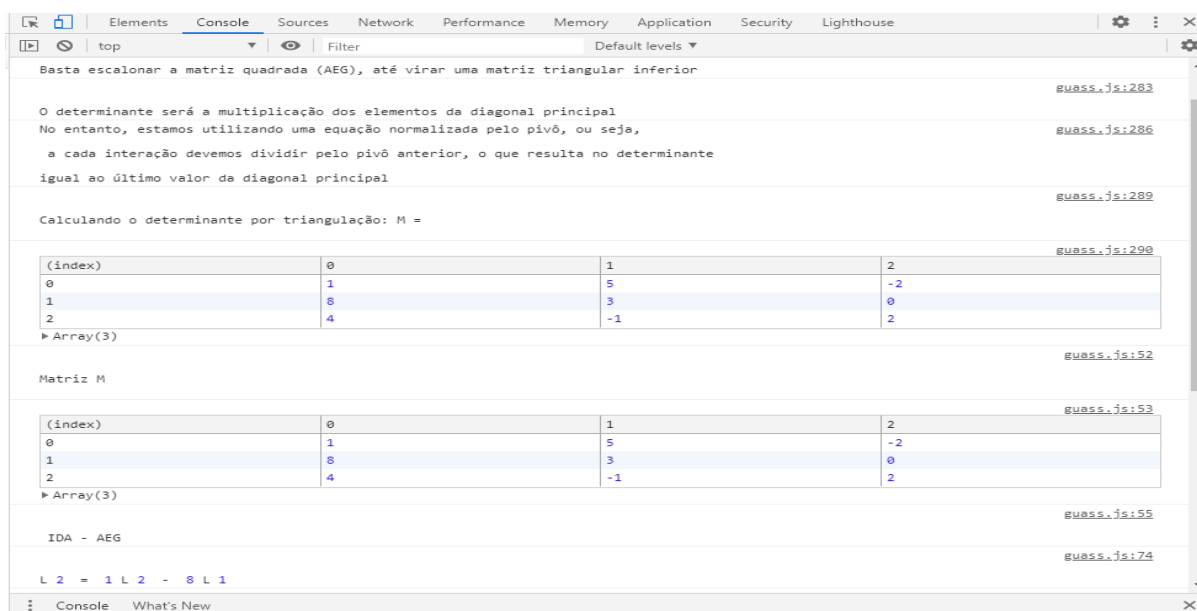 Elements Console Sources Network Performance Memory Application Security Lighthouse
top Filter Default levels
Basta escalonar a matriz quadrada (AEG), até virar uma matriz triangular inferior
guass.js:283
O determinante será a multiplicação dos elementos da diagonal principal
No entanto, estamos utilizando uma equação normalizada pelo pivô, ou seja, guass.js:286
a cada interação devemos dividir pelo pivô anterior, o que resulta no determinante
igual ao último valor da diagonal principal
guass.js:289
Calculando o determinante por triangulação: M =
guass.js:290
(index) 0 1 2
0 1 5 -2
1 8 3 0
2 4 -1 2
Array(3)
guass.js:52
Matriz M
guass.js:53
(index) 0 1 2
0 1 5 -2
1 8 3 0
2 4 -1 2
Array(3)
guass.js:55
IDA - AEG
guass.js:74
L 2 = 1 L 2 - 8 L 1
Console What's New